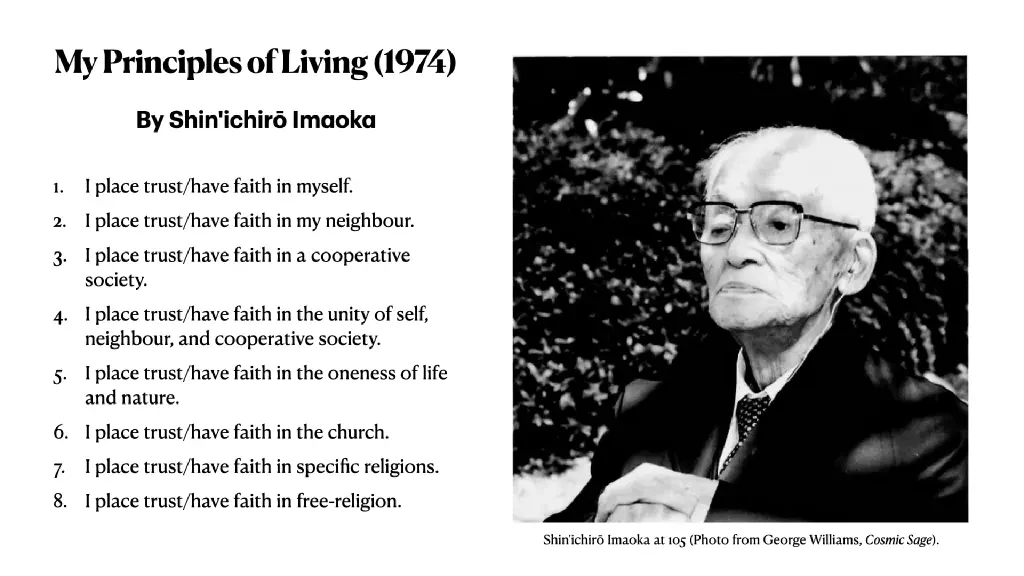 My Principles of Living (1974)
By Shin'ichirō Imaoka
1. I place trust/have faith in myself.
2. I place trust/have faith in my neighbour.
3. I place trust/have faith in a cooperative
society.
4. I place trust/have faith in the unity of self,
neighbour, and cooperative society.
5. I place trust/have faith in the oneness of life
and nature.
6. I place trust/have faith in the church.
7. I place trust/have faith in specific religions.
8. I place trust/have faith in free-religion.
Shin'ichirō Imaoka at 105 (Photo from George Williams, Cosmic Sage).